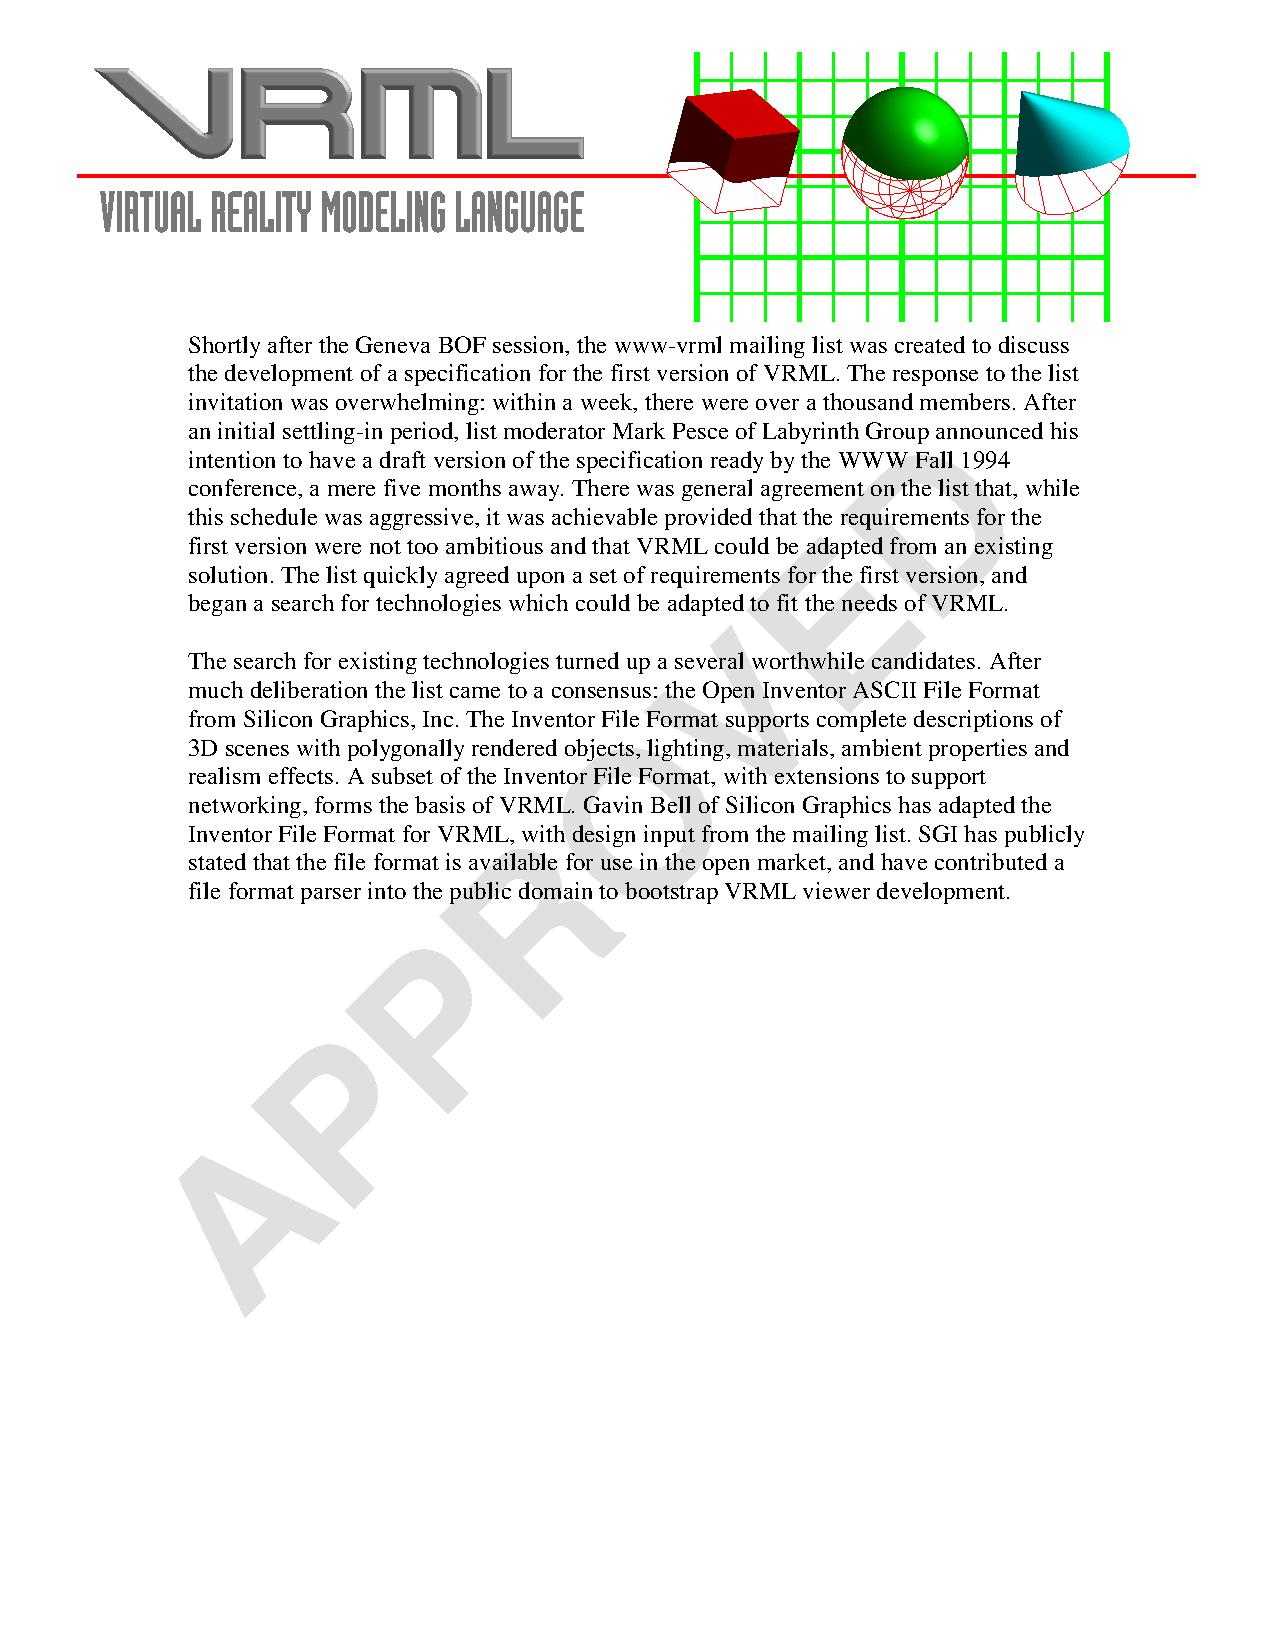 VRML
VIRTUAL REALITY MODELING LANGUAGE
Shortly after the Geneva BOF session, the www-vrml mailing list was created to discuss
the development of a specification for the first version of VRML. The response to the list
invitation was overwhelming: within a week, there were over a thousand members. After
an initial settling-in period, list moderator Mark Pesce of Labyrinth Group announced his
intention to have a draft version of the specification ready by the WWW Fall 1994
conference, a mere five months away. There was general agreement on the list that, while
this schedule was aggressive, it was achievable provided that the requirements for the
first version were not too ambitious and that VRML could be adapted from an existing
solution. The list quickly agreed upon a set of requirements for the first version, and
began a search for technologies which could be adapted to fit the needs of VRML.
The search for existing technologies turned up a several worthwhile candidates. After
much deliberation the list came to a consensus: the Open Inventor ASCII File Format
from Silicon Graphics, Inc. The Inventor File Format supports complete descriptions of
3D scenes with polygonally rendered objects, lighting, materials, ambient properties and
realism effects. A subset of the Inventor File Format, with extensions to support
networking, forms the basis of VRML. Gavin Bell of Silicon Graphics has adapted the
Inventor File Format for VRML, with design input from the mailing list. SGI has publicly
stated that the file format is available for use in the open market, and have contributed a
file format parser into the public domain to bootstrap VRML viewer development.
APPROVED